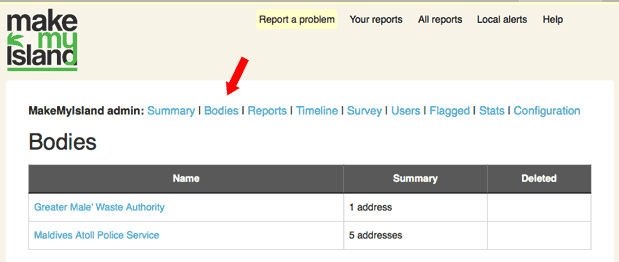 make
my
Island
Report a problem Your reports All reports Local alerts Help
MakeMyIsland admin: Summary | Bodies | Reports | Timeline | Survey | Users | Flagged | Stats | Configuration
Bodies
Name Summary Deleted
Greater Male' Waste Authority 1 address
Maldives Atoll Police Service 5 addresses